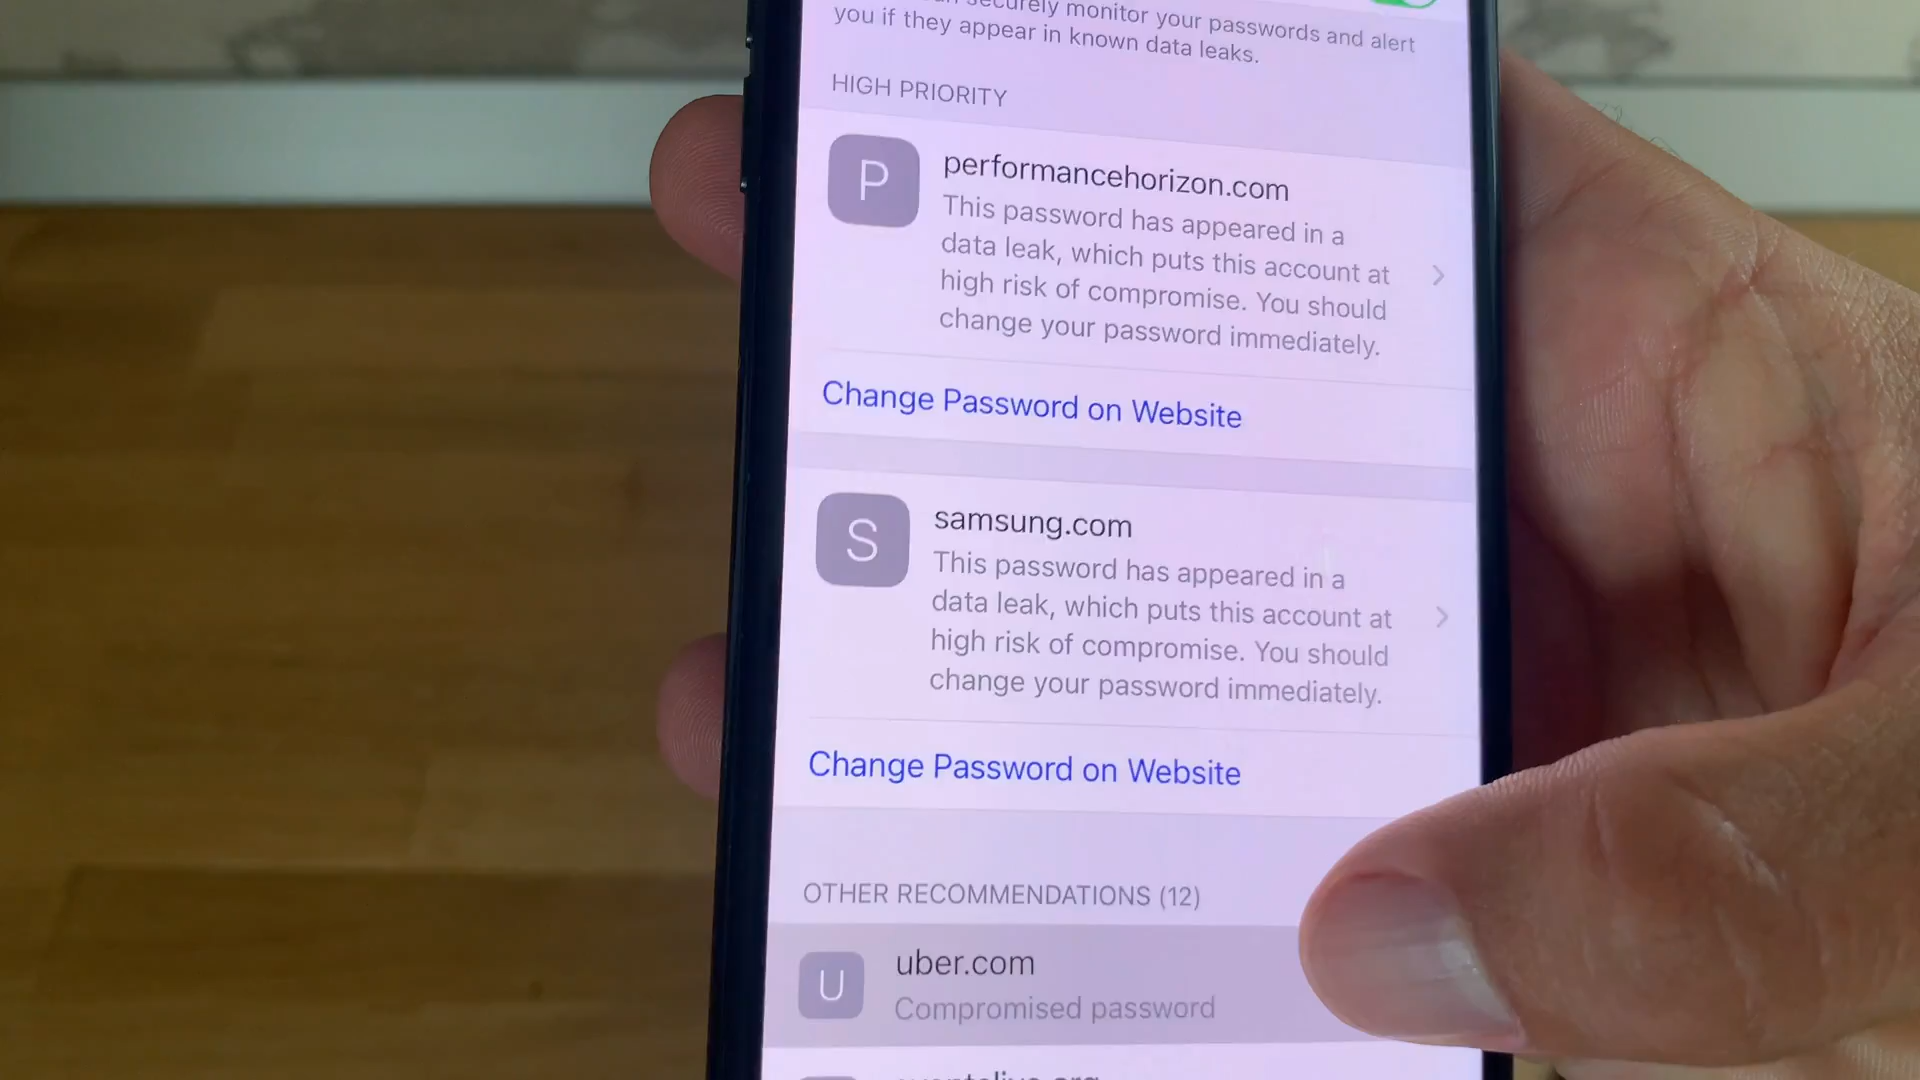 securely monitor your passwords and alert
you if they appear in known data leaks.
HIGH PRIORITY
P
performancehorizon.com
This password has appeared in a
data leak, which puts this account at
high risk of compromise. You should
change your password immediately.
Change Password on Website
S
samsung.com
This password has appeared in a
data leak, which puts this account at
high risk of compromise. You should
change your password immediately.
Change Password on Website
OTHER RECOMMENDATIONS (12)
U
uber.com
Compromised password